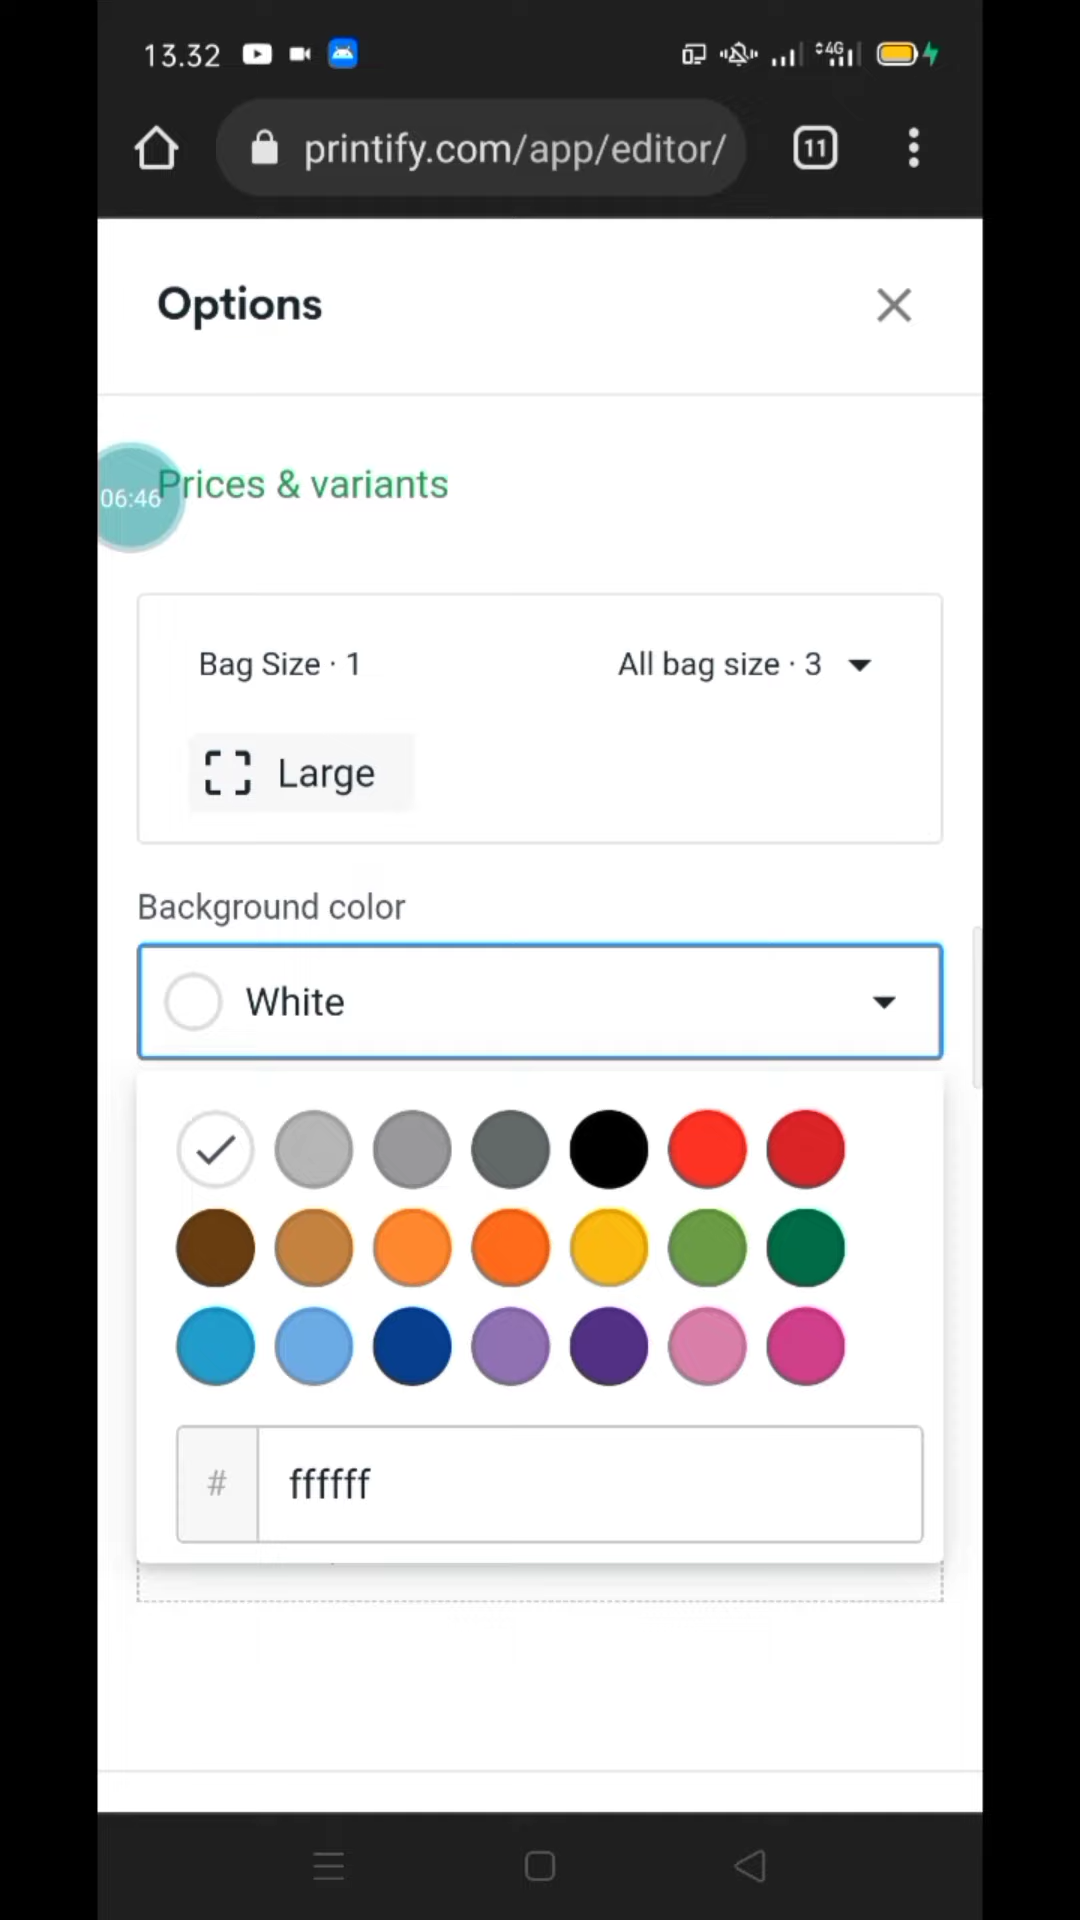 13.32
4G
printify.com/app/editor/
11
Options
Prices & variants
06:46
Bag Size · 1
All bag size · 3
Large
Background color
White
#
ffffff